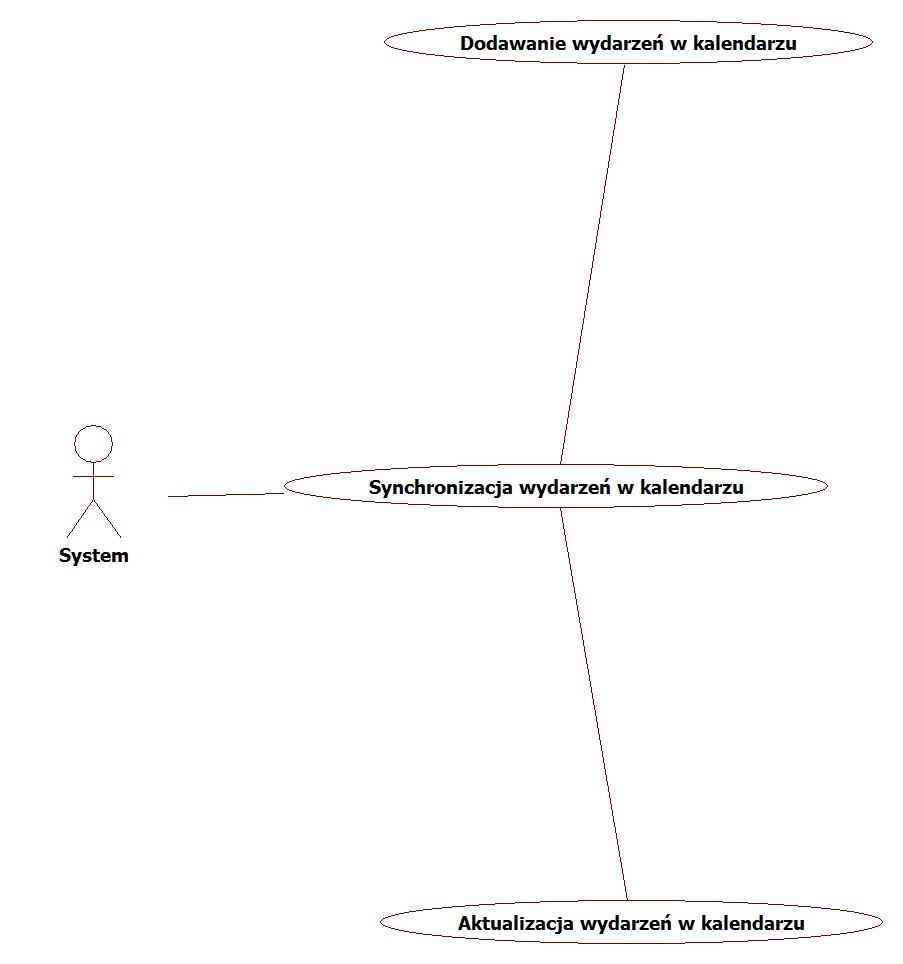 Dodawanie wydarzeń w kalendarzu
Synchronizacja wydarzeń w kalendarzu
System
Aktualizacja wydarzeń w kalendarzu